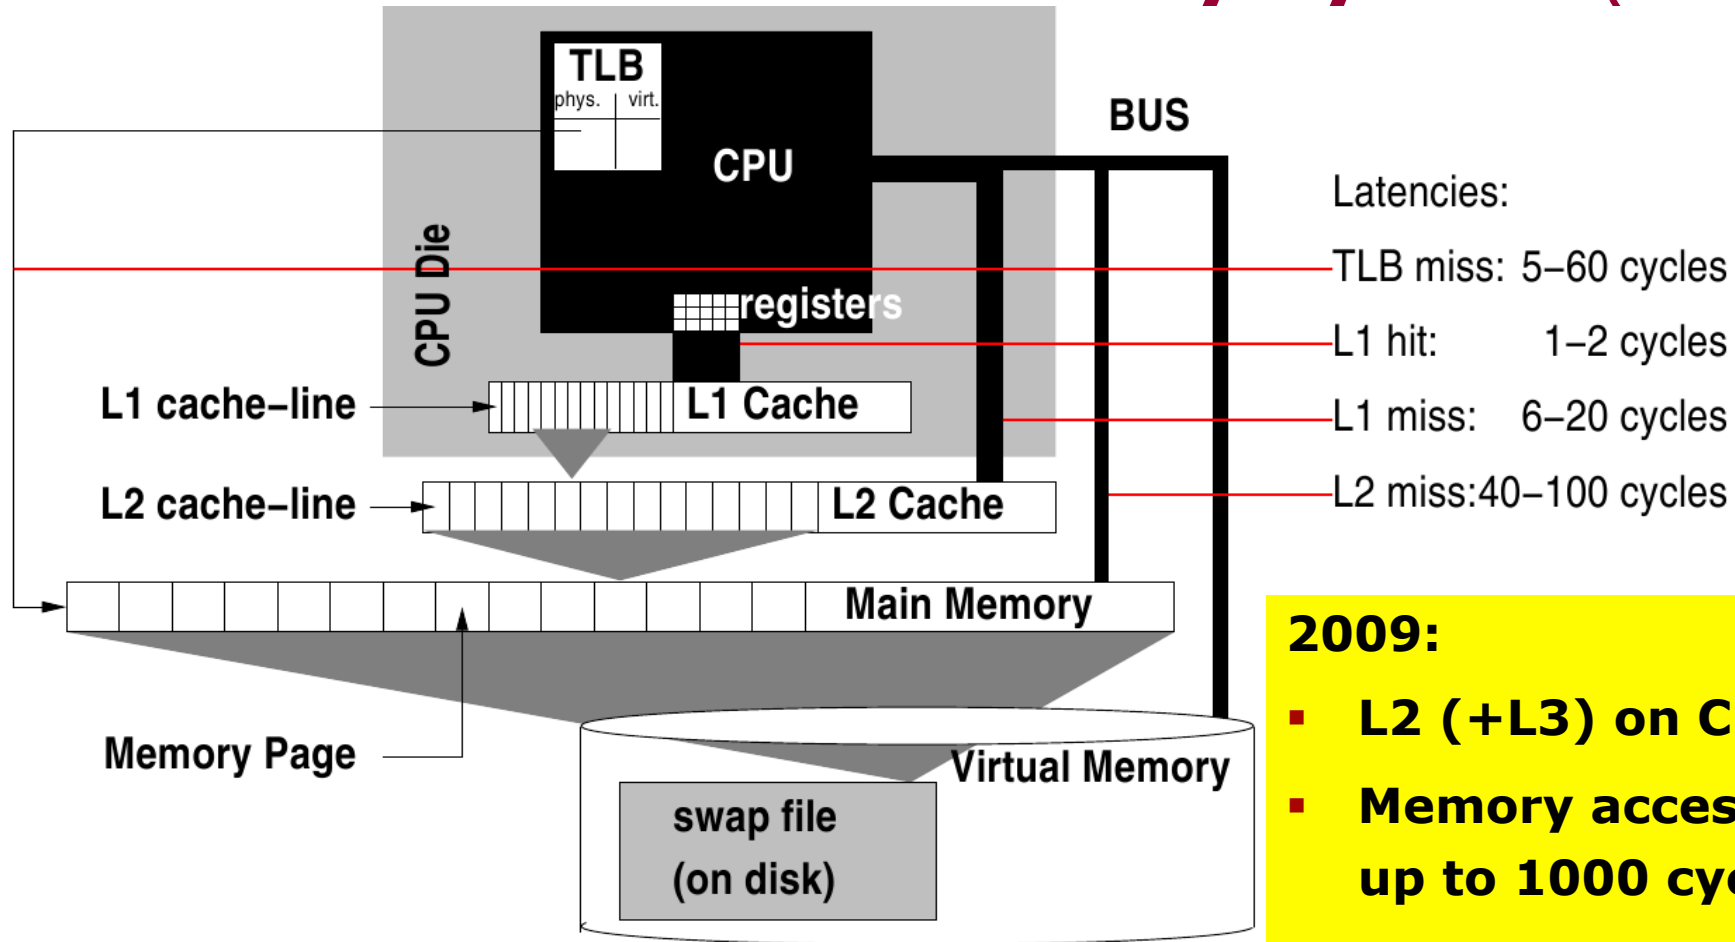 TLB
phys. virt.
CPU
BUS
CPU Die
registers
Latencies:
TLB miss: 5–60 cycles
L1 hit: 1–2 cycles
L1 miss: 6–20 cycles
L2 miss:40–100 cycles
L1 cache–line
L1 Cache
L2 cache–line
L2 Cache
Main Memory
Memory Page
Virtual Memory
swap file
(on disk)
2009:
▪ L2 (+L3) on C
▪ Memory acces
up to 1000 cy